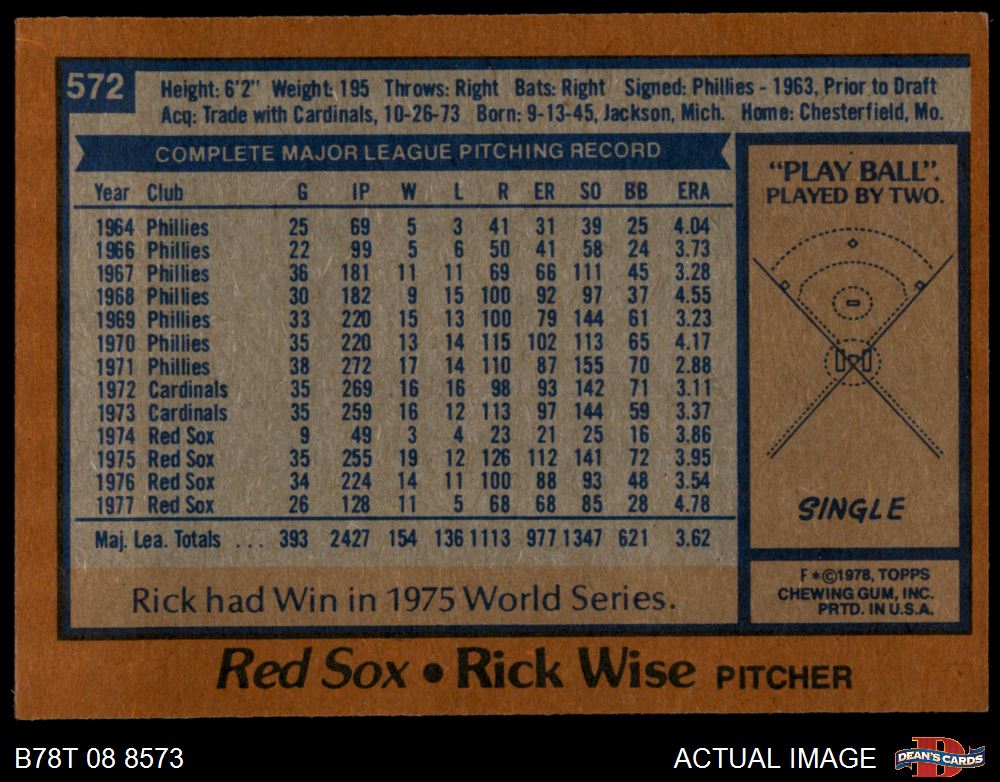 572
Height: 6'2" Weight: 195 Throws: Right Bats: Right Signed: Phillies - 1963, Prior to Draft
Acq: Trade with Cardinals, 10-26-73 Born: 9-13-45, Jackson, Mich. Home: Chesterfield, Mo.
COMPLETE MAJOR LEAGUE PITCHING RECORD
Year Club G IP W L R ER SO BB ERA
1964 Phillies 25 69 5 3 41 31 39 25 4.04
1966 Phillies 22 99 5 6 50 41 58 24 3.73
1967 Phillies 36 181 11 11 69 66 111 45 3.28
1968 Phillies 30 182 9 15 100 92 97 37 4.55
1969 Phillies 33 220 15 13 100 79 144 61 3.23
1970 Phillies 35 220 13 14 115 102 113 65 4.17
1971 Phillies 38 272 17 14 110 87 155 70 2.88
1972 Cardinals 35 269 16 16 98 93 142 71 3.11
1973 Cardinals 35 259 16 12 113 97 144 59 3.37
1974 Red Sox 9 49 3 4 23 21 25 16 3.86
1975 Red Sox 35 255 19 12 126 112 141 72 3.95
1976 Red Sox 34 224 14 11 100 88 93 48 3.54
1977 Red Sox 26 128 11 5 68 68 85 28 4.78
Maj. Lea. Totals ... 393 2427 154 136 1113 977 1347 621 3.62
Rick had Win in 1975 World Series.
"PLAY BALL".
PLAYED BY TWO.
SINGLE
F*©1978, TOPPS
CHEWING GUM, INC.
PRTD. IN U.S.A.
Red Sox • Rick Wise PITCHER
B78T 08 8573
ACTUAL IMAGE
D
DEAN'S CARDS